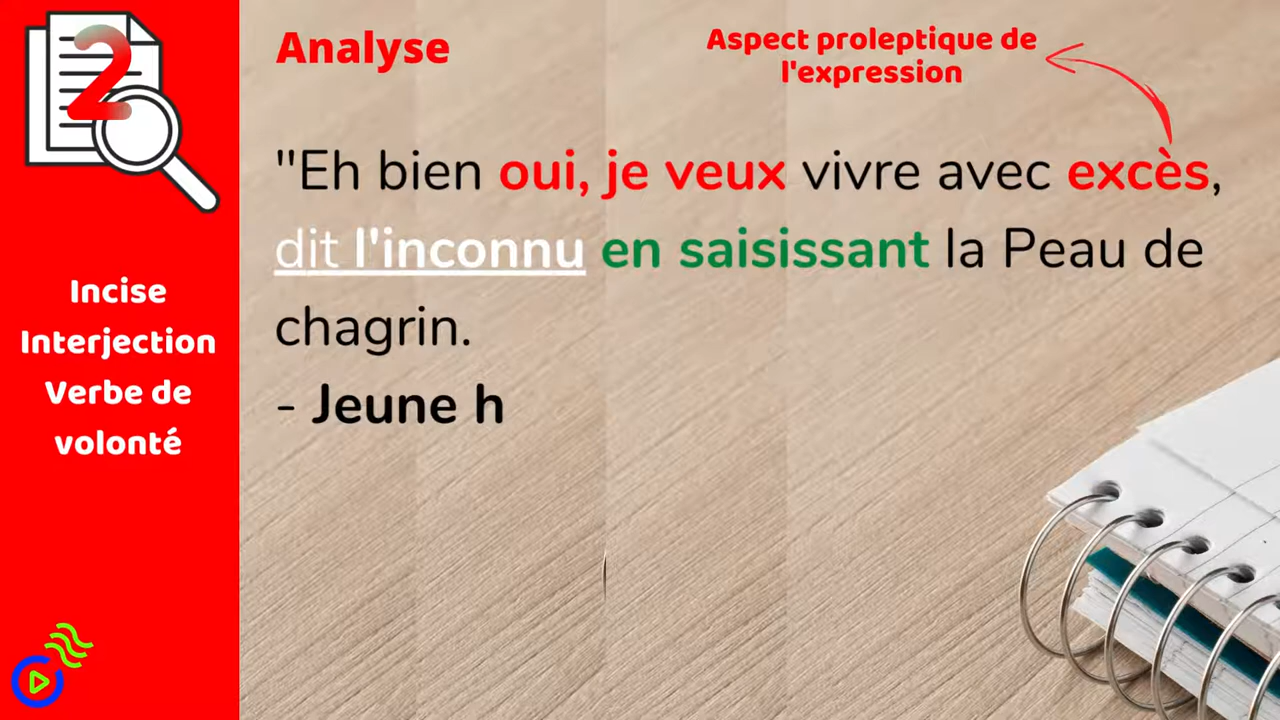 2
Analyse
Aspect proleptique de
l'expression
"Eh bien oui, je veux vivre avec excès,
dit l'inconnu en saisissant la Peau de
chagrin.
- Jeune h
Incise
Interjection
Verbe de
volonté